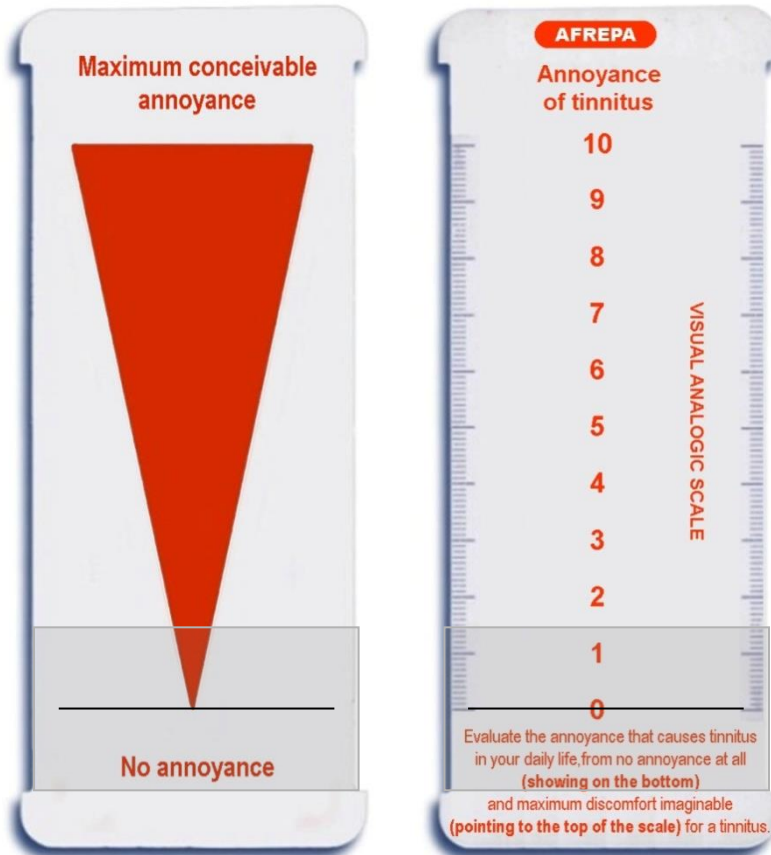 Maximum conceivable
annoyance
No annoyance
AFREPA
Annoyance
of tinnitus
10
9
8
7
6
5
4
3
2
1
0
VISUAL ANALOGIC SCALE
Evaluate the annoyance that causes tinnitus
in your daily life,from no annoyance at all
(showing on the bottom)
and maximum discomfort imaginable
(pointing to the top of the scale) for a tinnitus.